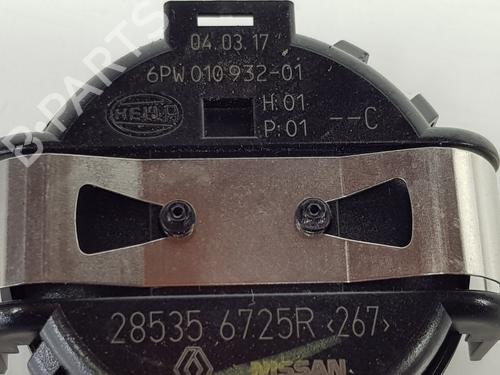 04.03.17
6PW 010 932-01
HELLA
H:01
P:01 --C
28535 6725R ‹267›
NISSAN